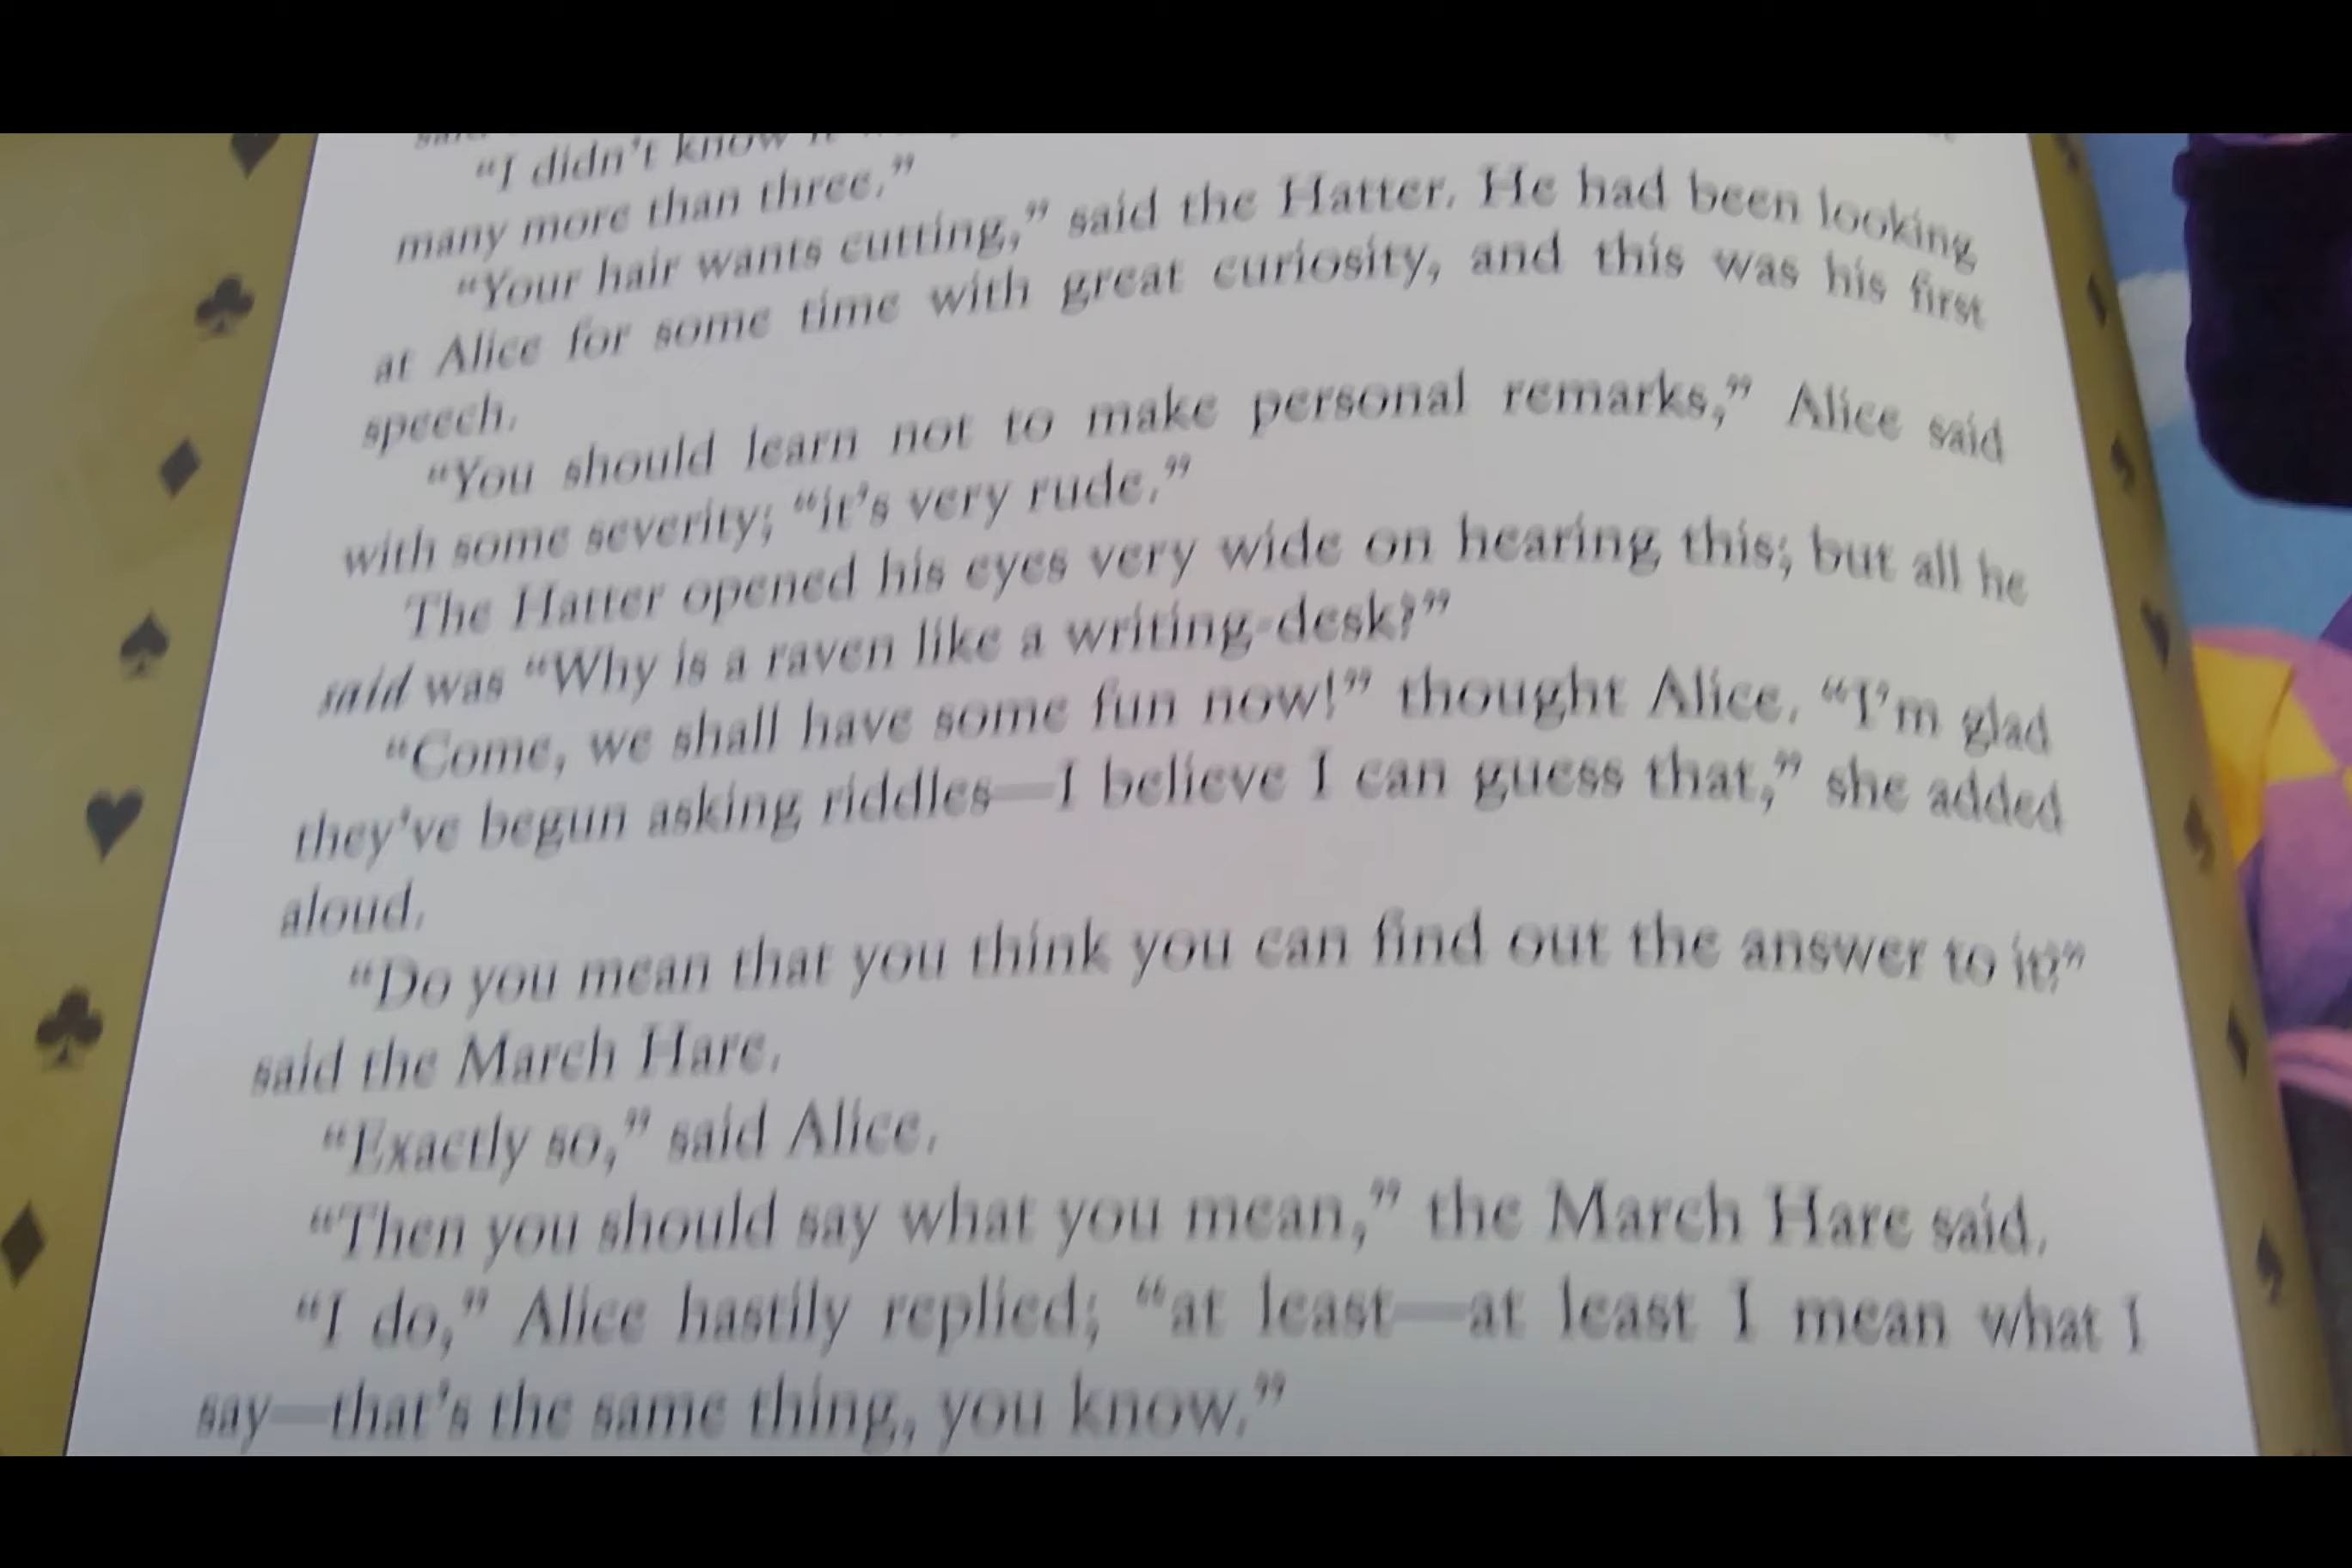 said
“I didn’t know it
many more than three.”
“Your hair wants cutting,” said the Hatter. He had been looking
at Alice for some time with great curiosity, and this was his first
speech.
“You should learn not to make personal remarks,” Alice said
with some severity; “it’s very rude.”
The Hatter opened his eyes very wide on hearing this; but all he
said was “Why is a raven like a writing-desk?”
“Come, we shall have some fun now!” thought Alice. “I’m glad
they’ve begun asking riddles—I believe I can guess that,” she added
aloud.
“Do you mean that you think you can find out the answer to it?”
said the March Hare.
“Exactly so,” said Alice.
“Then you should say what you mean,” the March Hare said.
“I do,” Alice hastily replied; “at least—at least I mean what I
say—that’s the same thing, you know.”